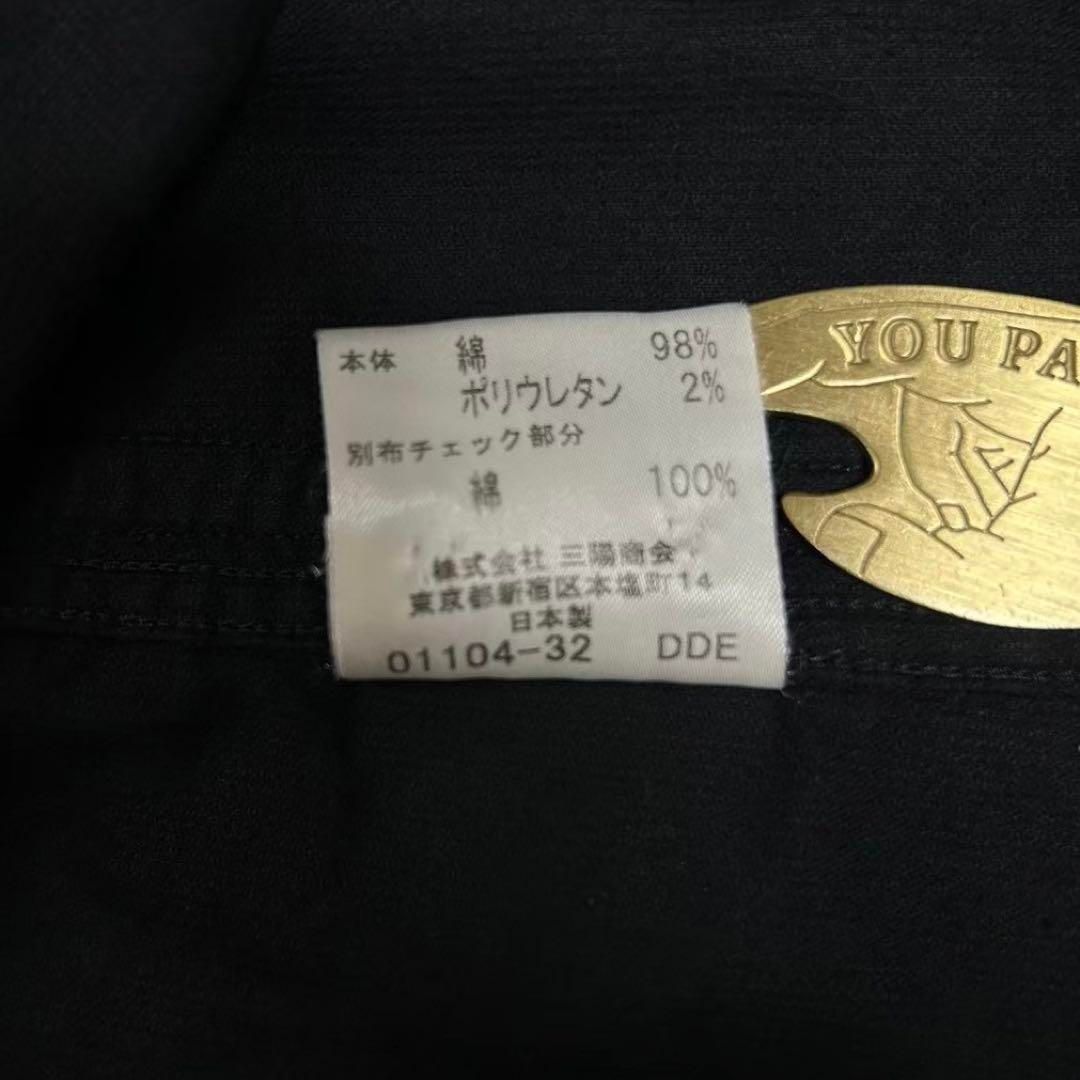 本体 綿 98%
ポリウレタン 2%
別布チェック部分
綿 100%
株式会社 三陽商会
東京都新宿区本塩町14
日本製
01104-32 DDE
YOU PA